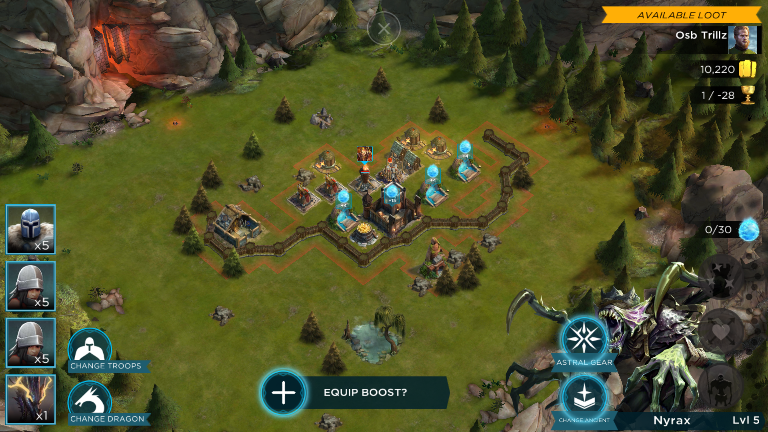 AVAILABLE LOOT
Osb Trillz
10,220
1 / -28
x5
0/30
x5
x5
CHANGE TROOPS
ASTRAL GEAR
x1
EQUIP BOOST?
CHANGE DRAGON
CHANGE ANCIENT
Nyrax
Lvl 5